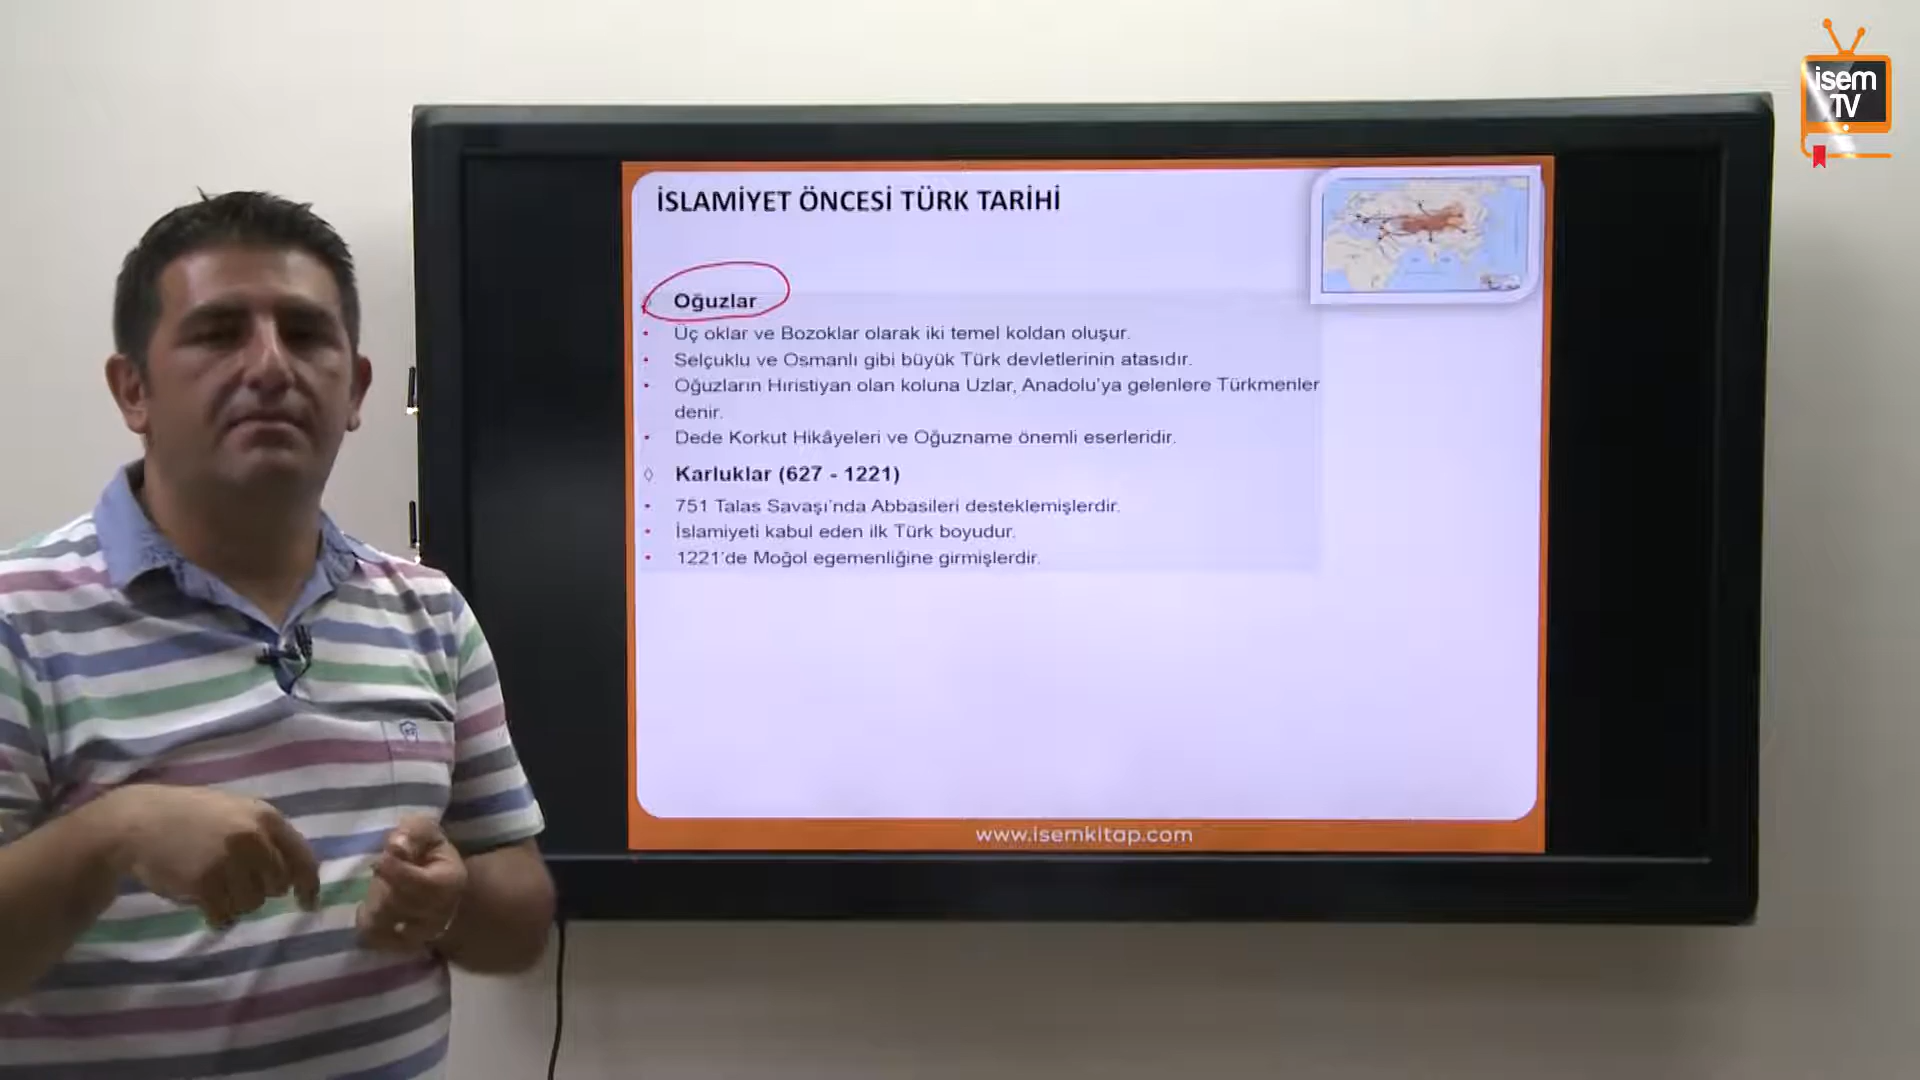 isem
TV
İSLAMİYET ÖNCESİ TÜRK TARİHİ
◊ Oğuzlar
• Üç oklar ve Bozoklar olarak iki temel koldan oluşur.
• Selçuklu ve Osmanlı gibi büyük Türk devletlerinin atasıdır.
• Oğuzların Hıristiyan olan koluna Uzlar, Anadolu'ya gelenlere Türkmenler
denir.
• Dede Korkut Hikâyeleri ve Oğuzname önemli eserleridir.
◊ Karluklar (627 - 1221)
• 751 Talas Savaşı'nda Abbasileri desteklemişlerdir.
• İslamiyeti kabul eden ilk Türk boyudur.
• 1221'de Moğol egemenliğine girmişlerdir.
www.isemkitap.com